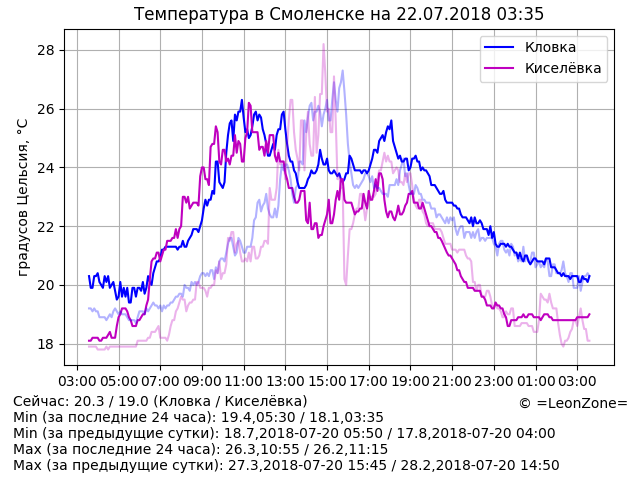 Температура в Смоленске на 22.07.2018 03:35
градусов Цельсия, °C
28
26
24
22
20
18
Кловка
Киселёвка
03:00 05:00 07:00 09:00 11:00 13:00 15:00 17:00 19:00 21:00 23:00 01:00 03:00
Сейчас: 20.3 / 19.0 (Кловка / Киселёвка)
© =LeonZone=
Min (за последние 24 часа): 19.4,05:30 / 18.1,03:35
Min (за предыдущие сутки): 18.7,2018-07-20 05:50 / 17.8,2018-07-20 04:00
Max (за последние 24 часа): 26.3,10:55 / 26.2,11:15
Max (за предыдущие сутки): 27.3,2018-07-20 15:45 / 28.2,2018-07-20 14:50